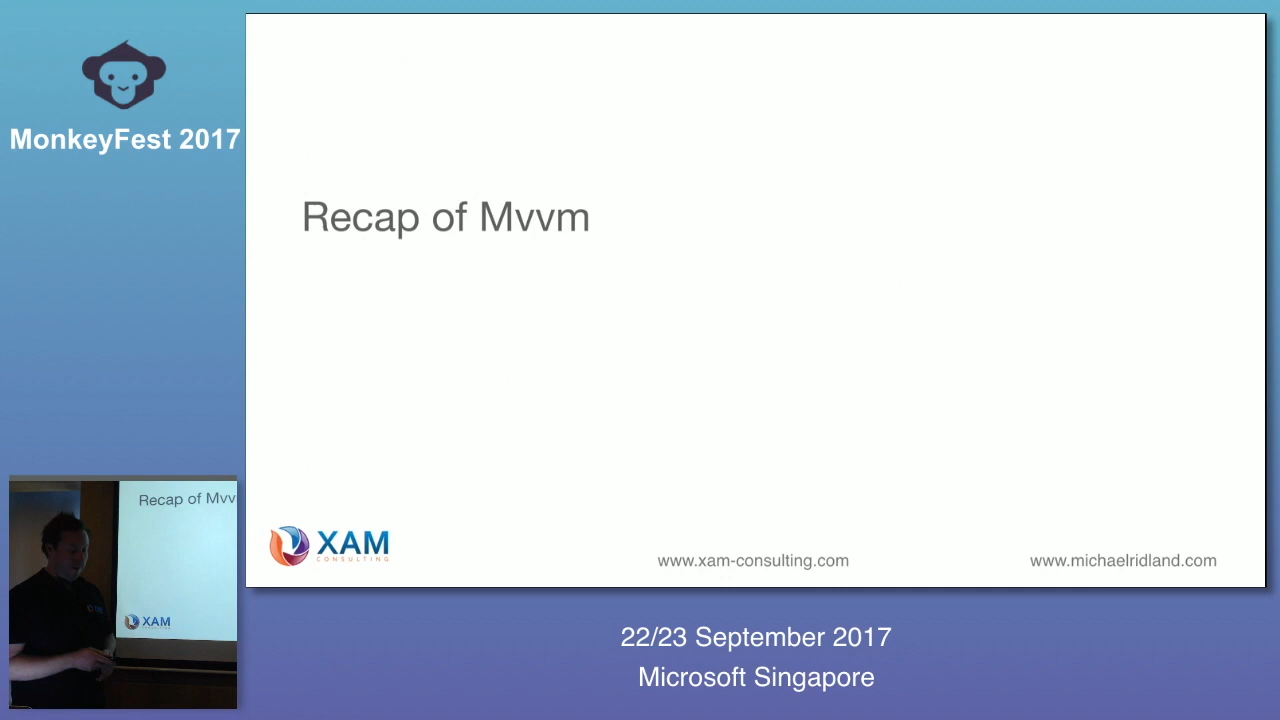 MonkeyFest 2017
Recap of Mvvm
XAM
CONSULTING
www.xam-consulting.com
www.michaelridland.com
Recap of Mvv
XAM
22/23 September 2017
Microsoft Singapore